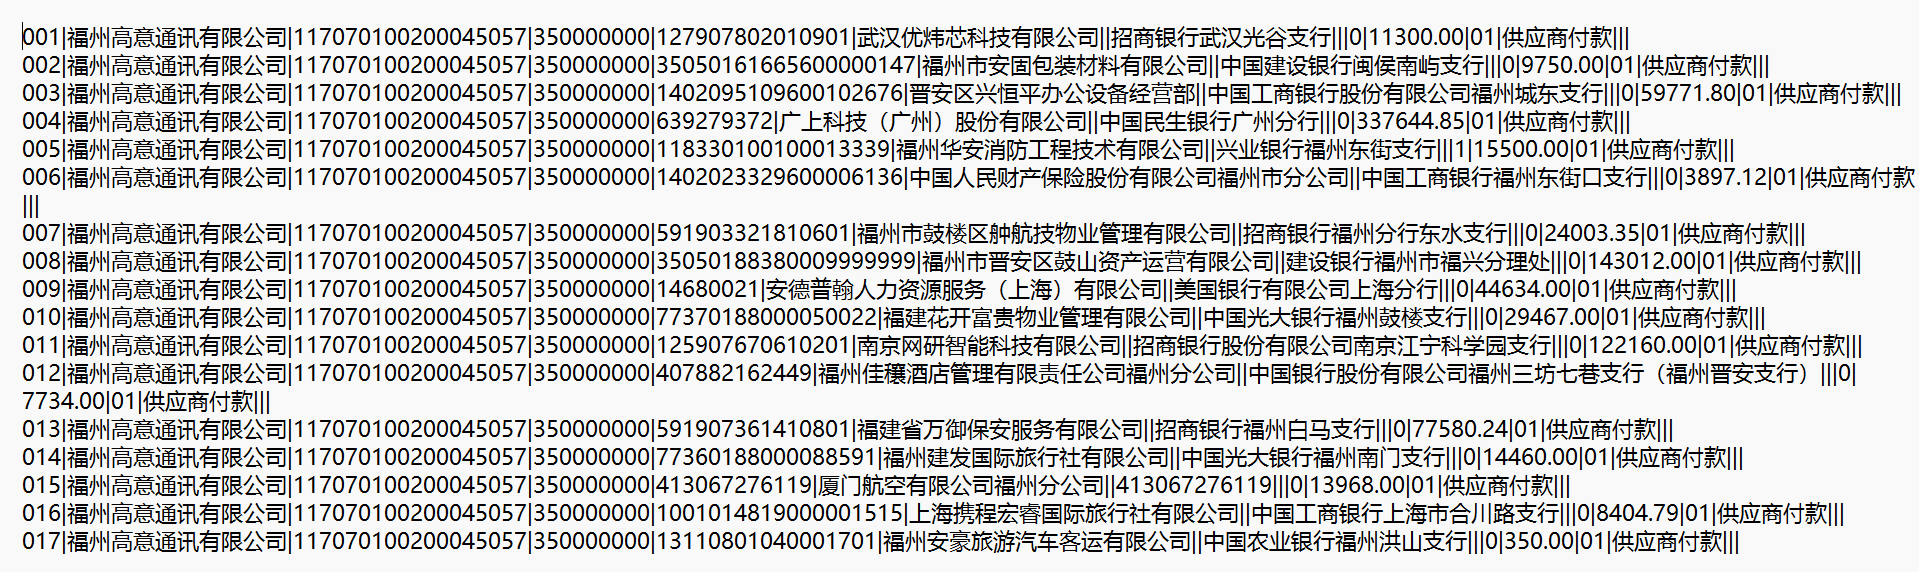 001|福州高意通讯有限公司|117070100200045057|350000000|127907802010901|武汉优炜芯科技有限公司||招商银行武汉光谷支行|||0|11300.00|01|供应商付款|||
002|福州高意通讯有限公司|117070100200045057|350000000|35050161665600000147|福州市安固包装材料有限公司||中国建设银行闽侯南屿支行|||0|9750.00|01|供应商付款|||
003|福州高意通讯有限公司|117070100200045057|350000000|1402095109600102676|晋安区兴恒平办公设备经营部||中国工商银行股份有限公司福州城东支行|||0|59771.80|01|供应商付款|||
004|福州高意通讯有限公司|117070100200045057|350000000|639279372|广上科技（广州）股份有限公司||中国民生银行广州分行|||0|337644.85|01|供应商付款|||
005|福州高意通讯有限公司|117070100200045057|350000000|118330100100013339|福州华安消防工程技术有限公司||兴业银行福州东街支行|||1|15500.00|01|供应商付款|||
006|福州高意通讯有限公司|117070100200045057|350000000|1402023329600006136|中国人民财产保险股份有限公司福州市分公司||中国工商银行福州东街口支行|||0|3897.12|01|供应商付款
|||
007|福州高意通讯有限公司|117070100200045057|350000000|591903321810601|福州市鼓楼区舯航技物业管理有限公司||招商银行福州分行东水支行|||0|24003.35|01|供应商付款|||
008|福州高意通讯有限公司|117070100200045057|350000000|35050188380009999999|福州市晋安区鼓山资产运营有限公司||建设银行福州市福兴分理处|||0|143012.00|01|供应商付款|||
009|福州高意通讯有限公司|117070100200045057|350000000|14680021|安德普翰人力资源服务（上海）有限公司||美国银行有限公司上海分行|||0|44634.00|01|供应商付款|||
010|福州高意通讯有限公司|117070100200045057|350000000|77370188000050022|福建花开富贵物业管理有限公司||中国光大银行福州鼓楼支行|||0|29467.00|01|供应商付款|||
011|福州高意通讯有限公司|117070100200045057|350000000|125907670610201|南京网研智能科技有限公司||招商银行股份有限公司南京江宁科学园支行|||0|122160.00|01|供应商付款|||
012|福州高意通讯有限公司|117070100200045057|350000000|407882162449|福州佳穰酒店管理有限责任公司福州分公司||中国银行股份有限公司福州三坊七巷支行（福州晋安支行）|||0|
7734.00|01|供应商付款|||
013|福州高意通讯有限公司|117070100200045057|350000000|591907361410801|福建省万御保安服务有限公司||招商银行福州白马支行|||0|77580.24|01|供应商付款|||
014|福州高意通讯有限公司|117070100200045057|350000000|77360188000088591|福州建发国际旅行社有限公司||中国光大银行福州南门支行|||0|14460.00|01|供应商付款|||
015|福州高意通讯有限公司|117070100200045057|350000000|413067276119|厦门航空有限公司福州分公司||413067276119|||0|13968.00|01|供应商付款|||
016|福州高意通讯有限公司|117070100200045057|350000000|1001014819000001515|上海携程宏睿国际旅行社有限公司||中国工商银行上海市合川路支行|||0|8404.79|01|供应商付款|||
017|福州高意通讯有限公司|117070100200045057|350000000|13110801040001701|福州安豪旅游汽车客运有限公司||中国农业银行福州洪山支行|||0|350.00|01|供应商付款|||